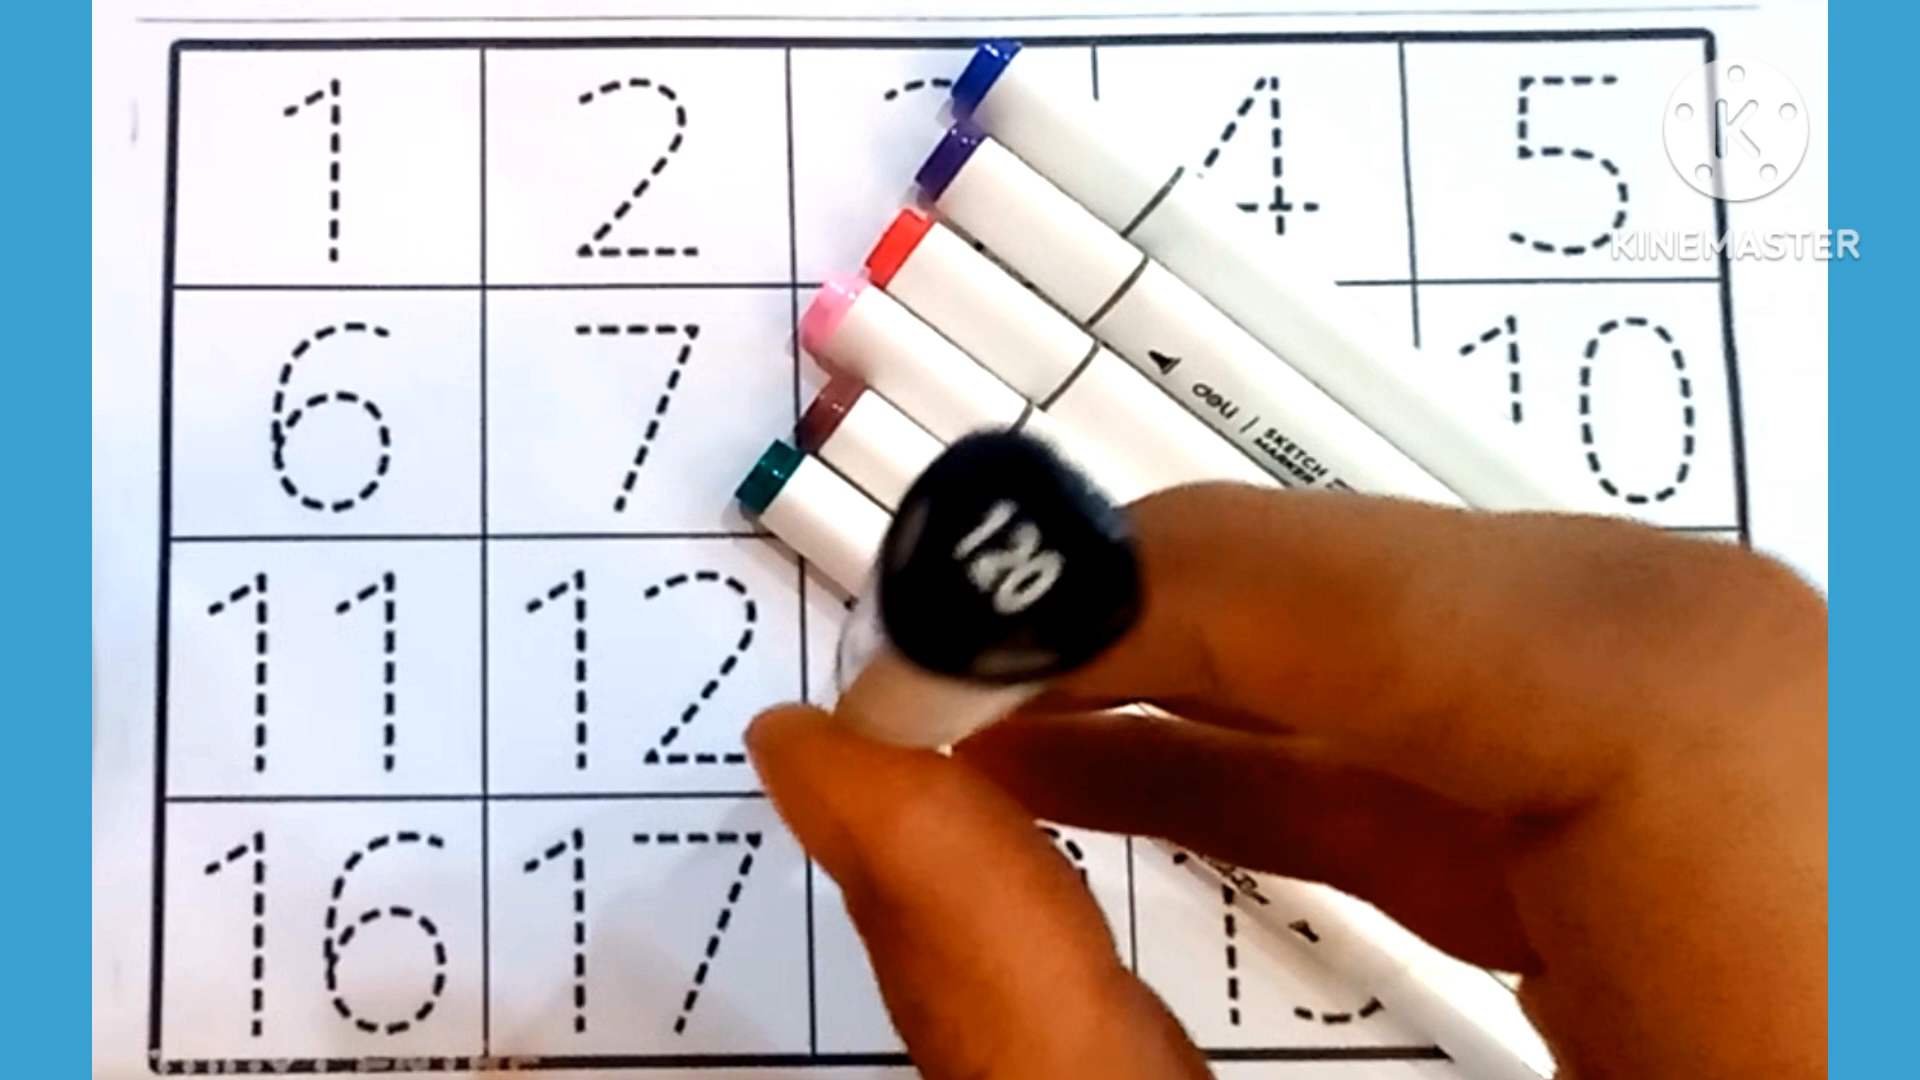 1 2 4 5
K
KINEMASTER
6 7 10
deli | SKETCH
MARKER
120
11 12
16 17